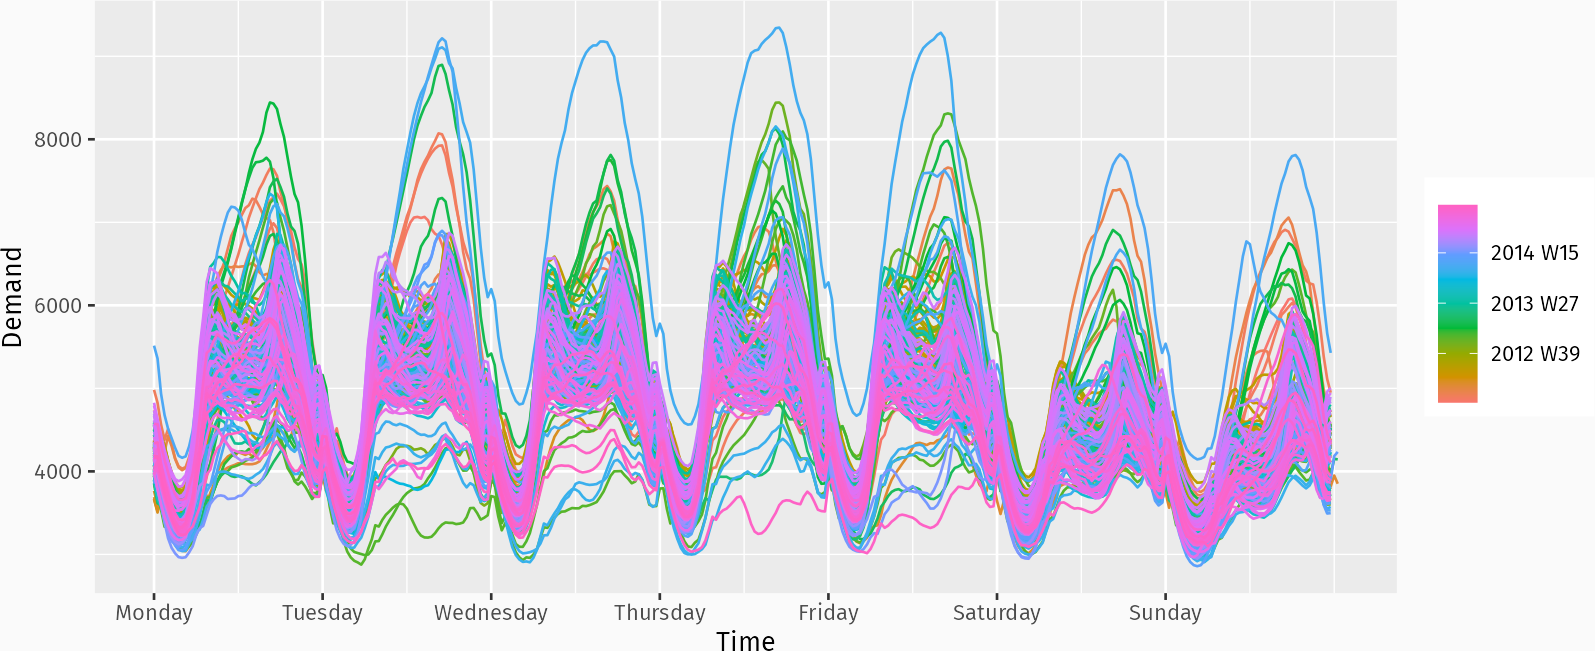 Demand
8000
6000
4000
Monday Tuesday Wednesday Thursday Friday Saturday Sunday
Time
2014 W15
2013 W27
2012 W39